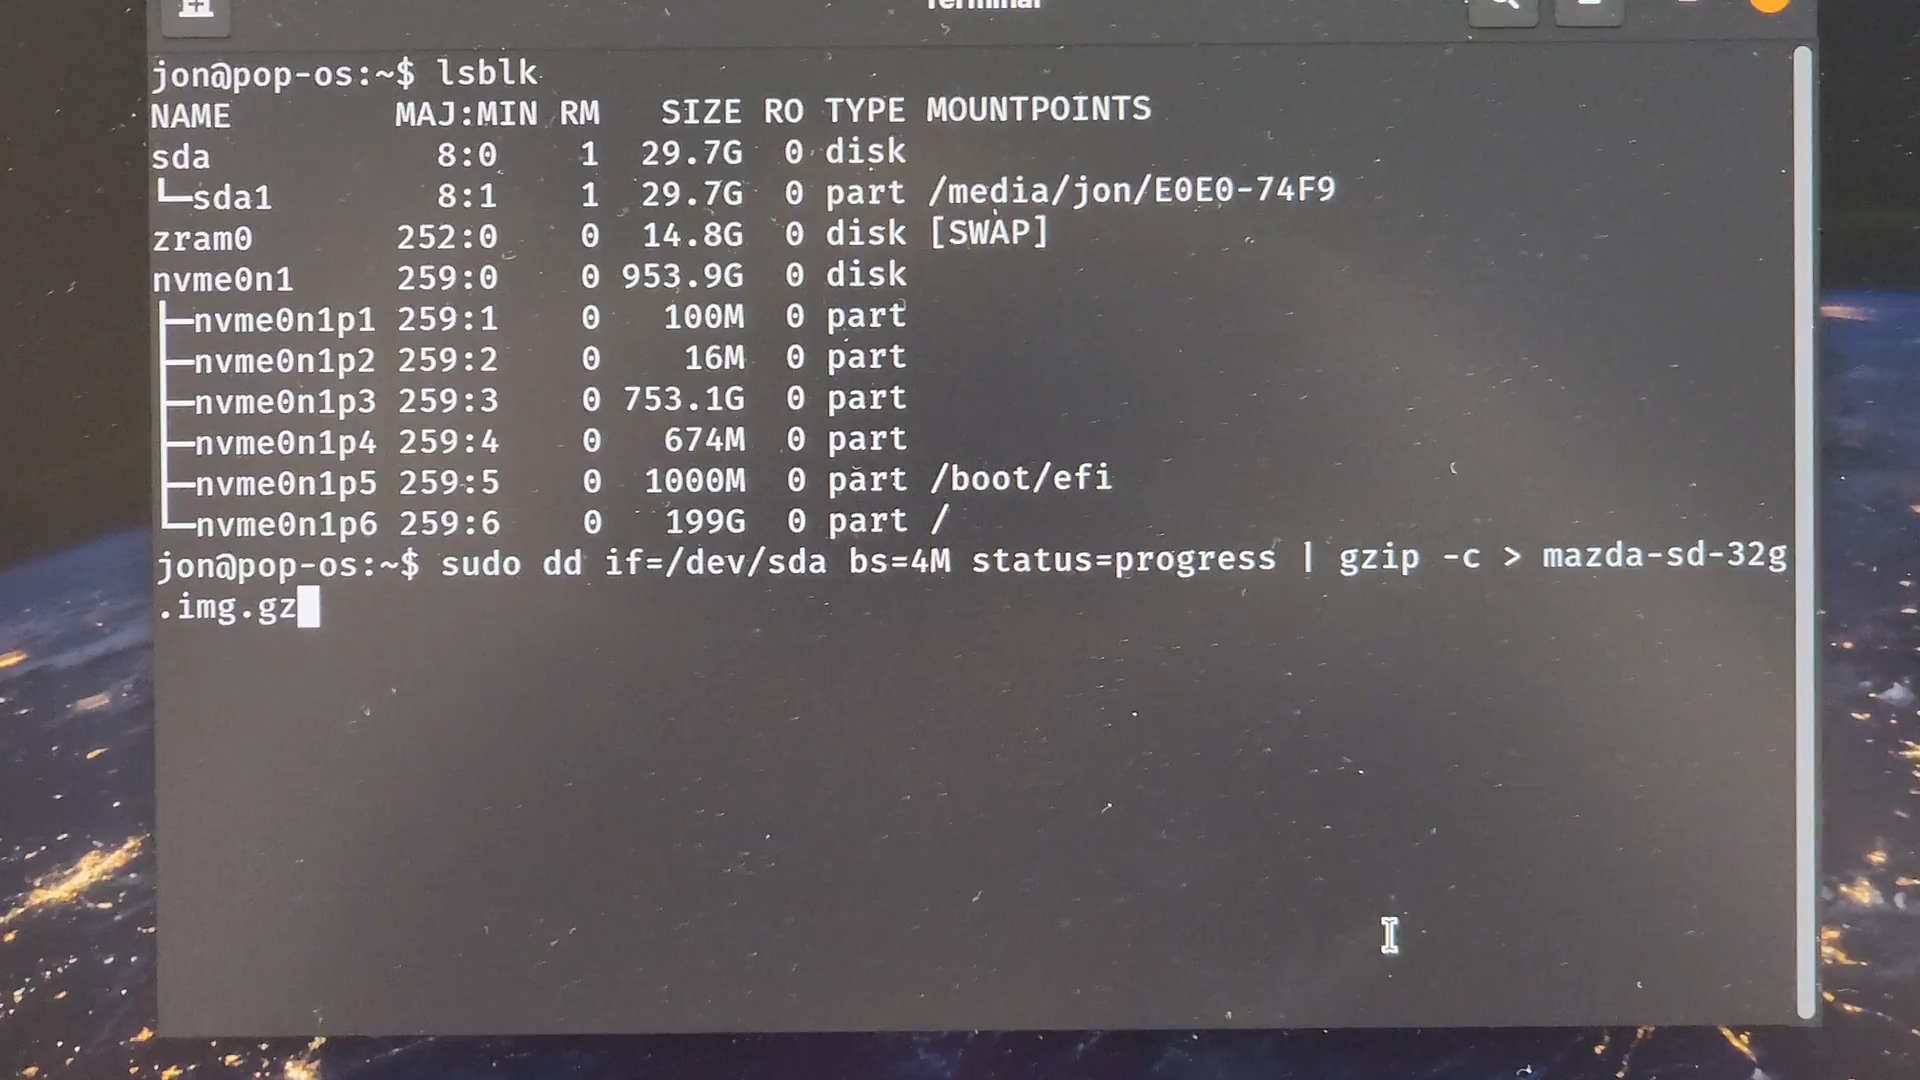 Terminal
jon@pop-os:~$ lsblk
NAME MAJ:MIN RM SIZE RO TYPE MOUNTPOINTS
sda 8:0 1 29.7G 0 disk
└─sda1 8:1 1 29.7G 0 part /media/jon/E0E0-74F9
zram0 252:0 0 14.8G 0 disk [SWAP]
nvme0n1 259:0 0 953.9G 0 disk
├─nvme0n1p1 259:1 0 100M 0 part
├─nvme0n1p2 259:2 0 16M 0 part
├─nvme0n1p3 259:3 0 753.1G 0 part
├─nvme0n1p4 259:4 0 674M 0 part
├─nvme0n1p5 259:5 0 1000M 0 part /boot/efi
└─nvme0n1p6 259:6 0 199G 0 part /
jon@pop-os:~$ sudo dd if=/dev/sda bs=4M status=progress | gzip -c > mazda-sd-32g
.img.gz